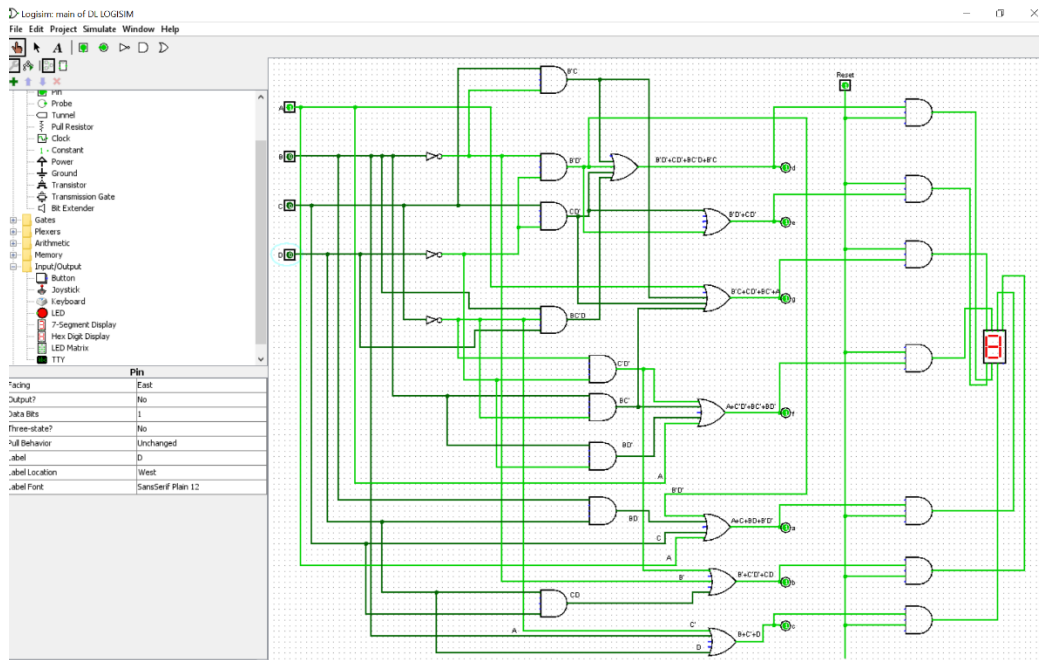 Logisim: main of DL LOGISIM
File Edit Project Simulate Window Help
A
Pin
Probe
Tunnel
Pull Resistor
Clock
1 · Constant
Power
Ground
Transistor
Transmission Gate
Bit Extender
Gates
Plexers
Arithmetic
Memory
Input/Output
Button
Joystick
Keyboard
LED
7-Segment Display
Hex Digit Display
LED Matrix
TTY
Pin
Facing East
Output? No
Data Bits 1
Three-state? No
Pull Behavior Unchanged
Label D
Label Location West
Label Font SansSerif Plain 12
Reset
A
B
C
D
B'C
B'D'
CD'
BC'D
C'D'
BC'
BD'
A
B'D'
BD
C
A
B'
CD
C'
A
D
B'D'+CD'+BC'D+B'C
d
B'D'+CD'
e
B'C+CD'+BC'+A
g
A+C'D'+BC'+BD'
f
A+C+BD+B'D'
a
B'+C'D'+CD
b
B+C'+D
c